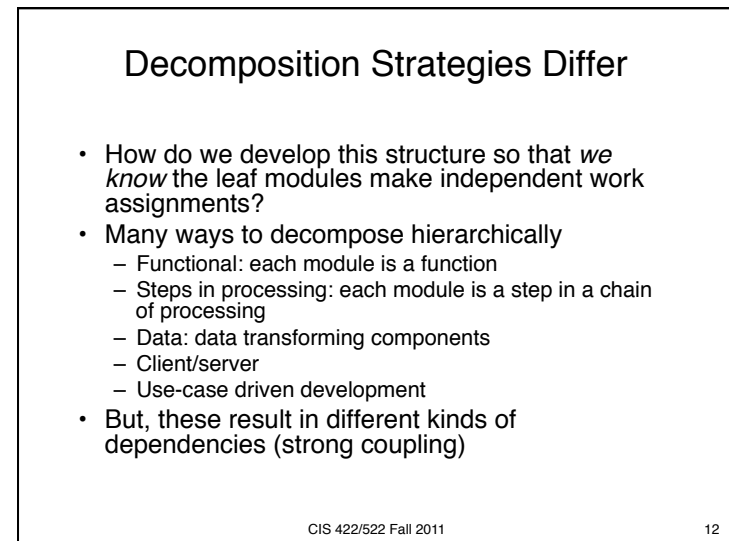 Decomposition Strategies Differ
• How do we develop this structure so that we
know the leaf modules make independent work
assignments?
• Many ways to decompose hierarchically
– Functional: each module is a function
– Steps in processing: each module is a step in a chain
of processing
– Data: data transforming components
– Client/server
– Use-case driven development
• But, these result in different kinds of
dependencies (strong coupling)
CIS 422/522 Fall 2011
12